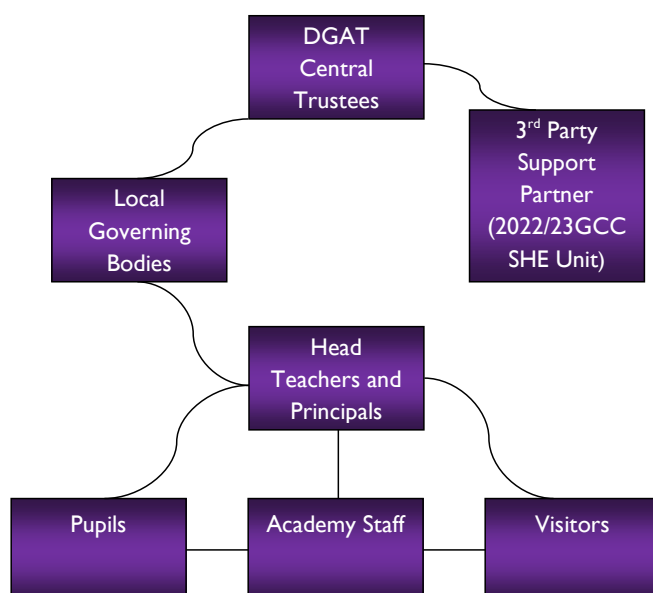 DGAT
Central
Trustees
3rd Party
Support
Partner
(2022/23GCC
SHE Unit)
Local
Governing
Bodies
Head
Teachers and
Principals
Pupils
Academy Staff
Visitors